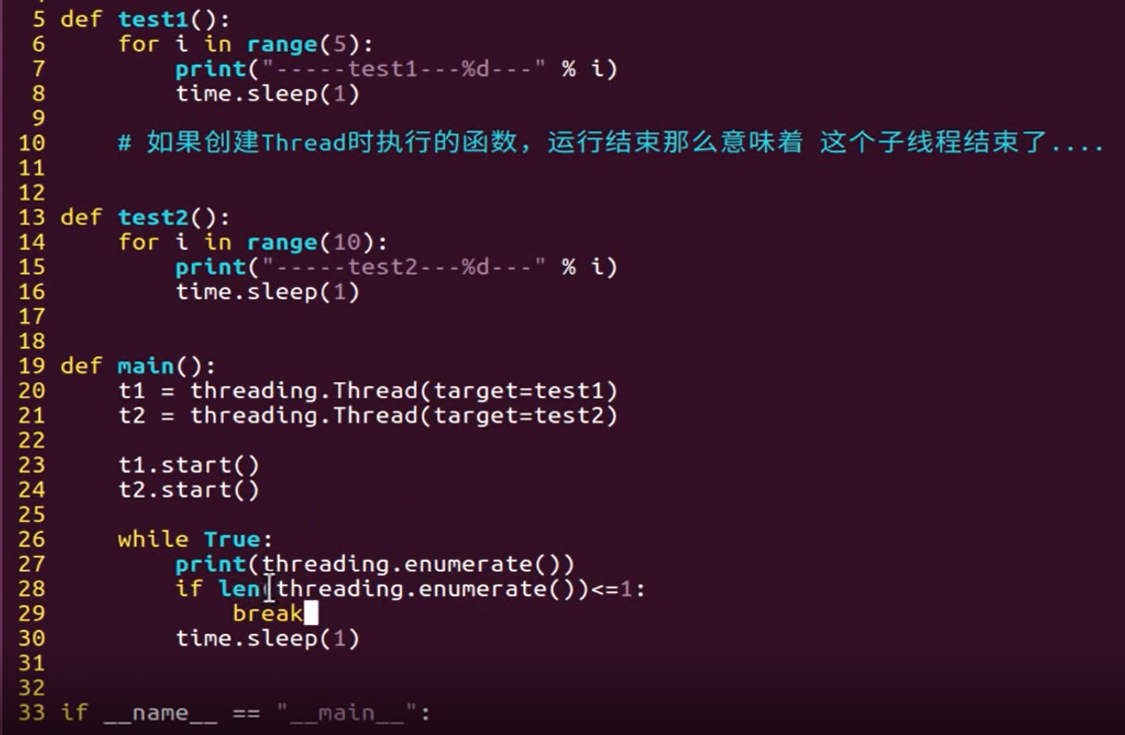 5 def test1():
6     for i in range(5):
7         print("-----test1---%d---" % i)
8         time.sleep(1)
9
10     # 如果创建Thread时执行的函数，运行结束那么意味着 这个子线程结束了....
11
12
13 def test2():
14     for i in range(10):
15         print("-----test2---%d---" % i)
16         time.sleep(1)
17
18
19 def main():
20     t1 = threading.Thread(target=test1)
21     t2 = threading.Thread(target=test2)
22
23     t1.start()
24     t2.start()
25
26     while True:
27         print(threading.enumerate())
28         if len(threading.enumerate())<=1:
29             break
30         time.sleep(1)
31
32
33 if __name__ == "__main__":